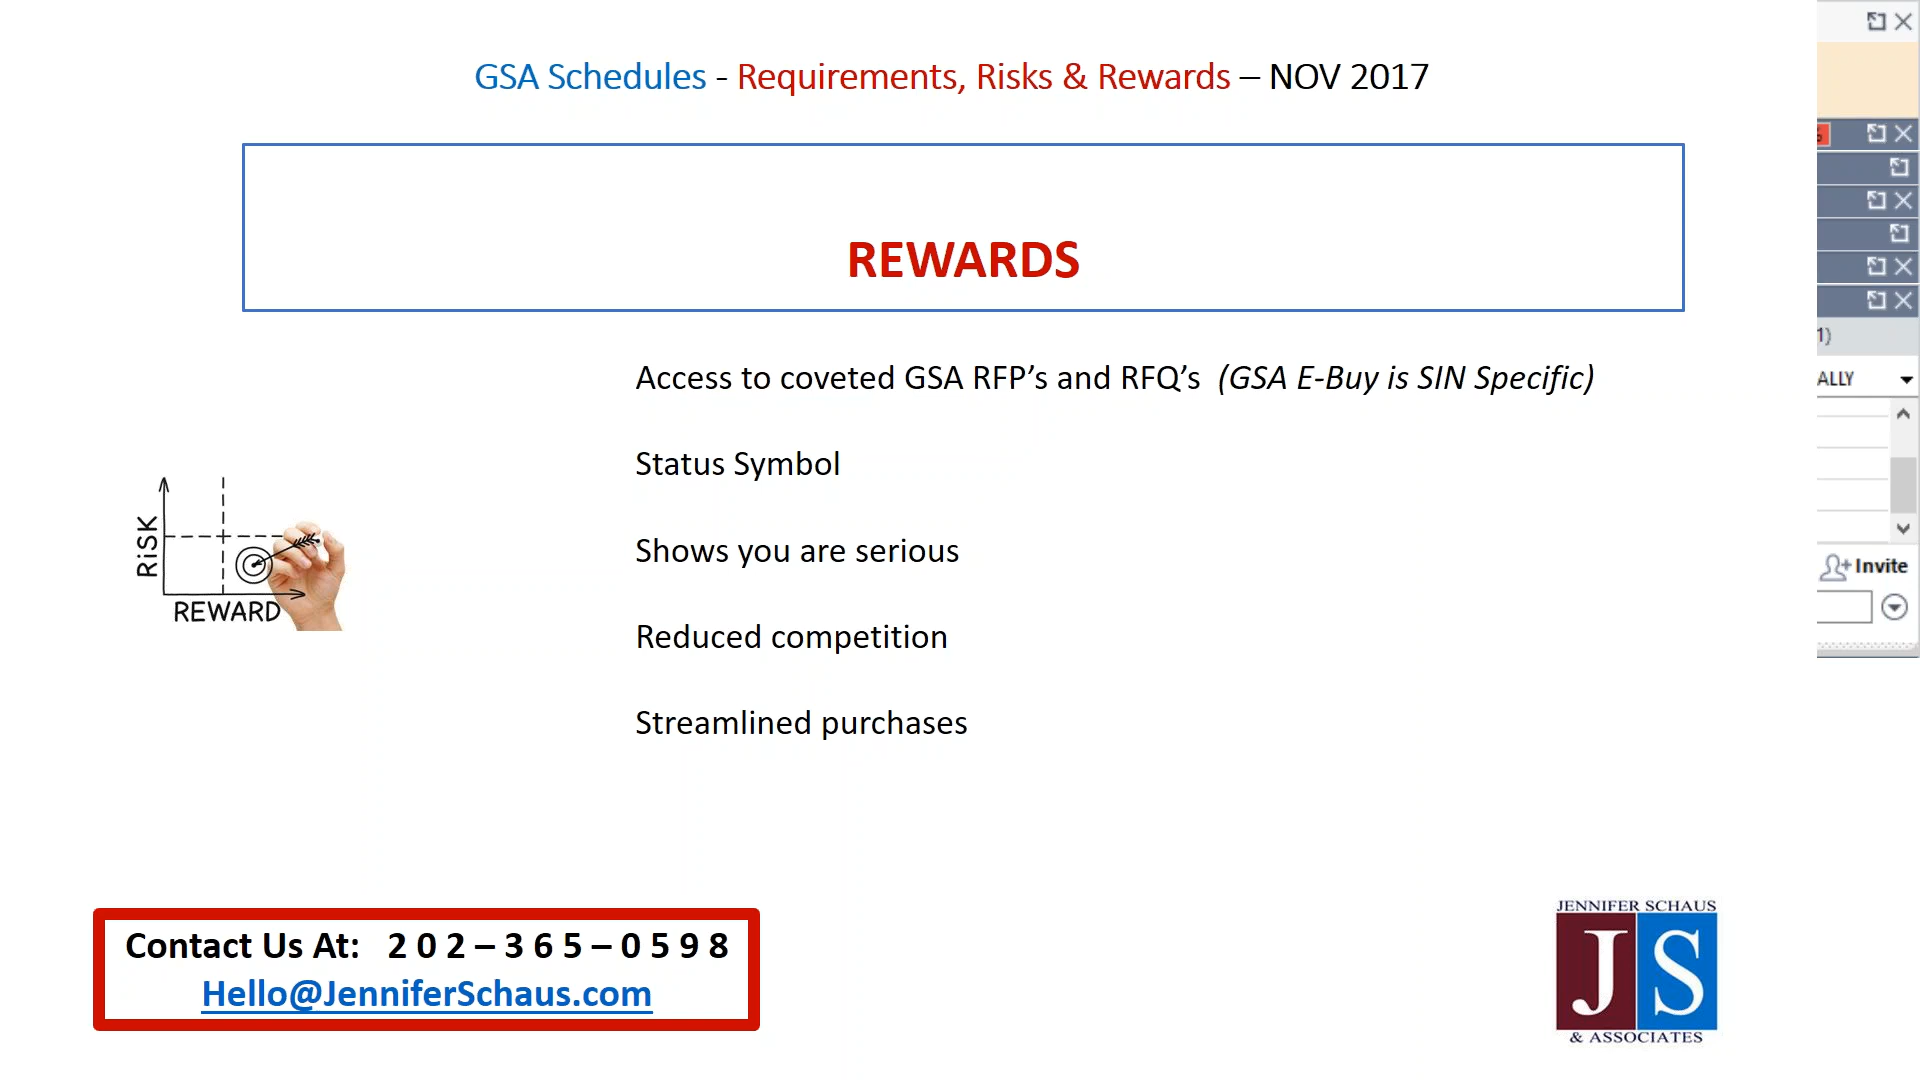 GSA Schedules - Requirements, Risks & Rewards – NOV 2017
REWARDS
Access to coveted GSA RFP’s and RFQ’s (GSA E-Buy is SIN Specific)
Status Symbol
Shows you are serious
Reduced competition
Streamlined purchases
RiSK
REWARD
Contact Us At: 2 0 2 – 3 6 5 – 0 5 9 8
Hello@JenniferSchaus.com
JENNIFER SCHAUS
JS
& ASSOCIATES
1)
ALLY
Invite